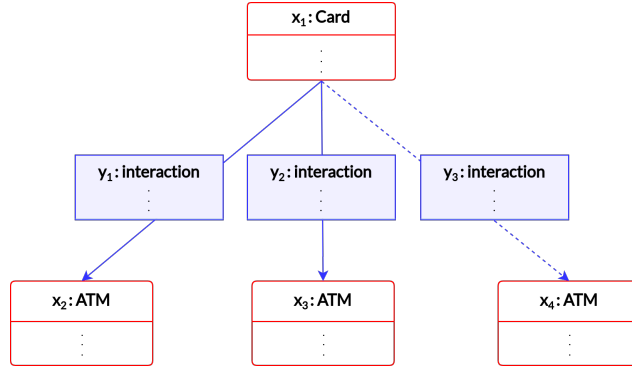 x₁: Card
y₁: interaction
y₂: interaction
y₃: interaction
x₂: ATM
x₃: ATM
x₄: ATM